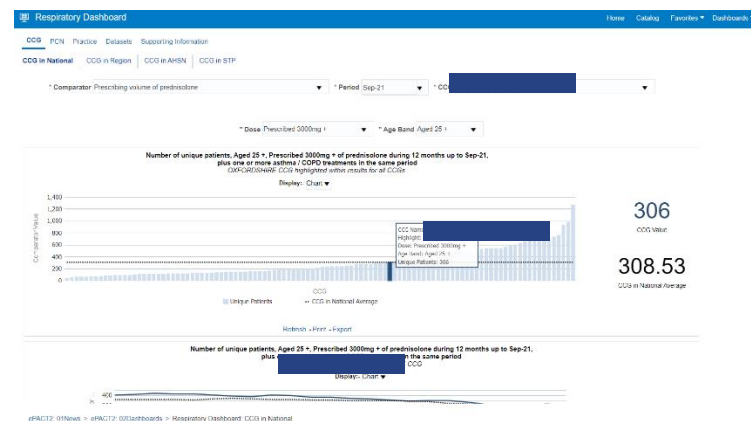 Respiratory Dashboard
Home Catalog Favorites Dashboards
CCG PCN Practice Datasets Supporting Information
CCG in National CCG in Region CCG in AHSN CCG in STP
* Comparator Prescribing volume of prednisolone * Period Sep-21 * CC
* Dose Prescribed 3000mg + * Age Band Aged 25 +
Number of unique patients, Aged 25 +, Prescribed 3000mg + of prednisolone during 12 months up to Sep-21,
plus one or more asthma / COPD treatments in the same period
OXFORDSHIRE CCG highlighted within results for all CCGs
Display: Chart
1,400
1,200
1,000
800
600
400
200
0
Comparator Value
CCG Name
Highlight:
Dose: Prescribed 3000mg +
Age Band: Aged 25 +
Unique Patients: 306
CCG
Unique Patients CCG in National Average
306
CCG Value
308.53
CCG in National Average
Refresh - Print - Export
Number of unique patients, Aged 25 +, Prescribed 3000mg + of prednisolone during 12 months up to Sep-21,
plus in the same period
CCG
Display: Chart
400
ePACT2: 01News > ePACT2: 02Dashboards > Respiratory Dashboard: CCG in National